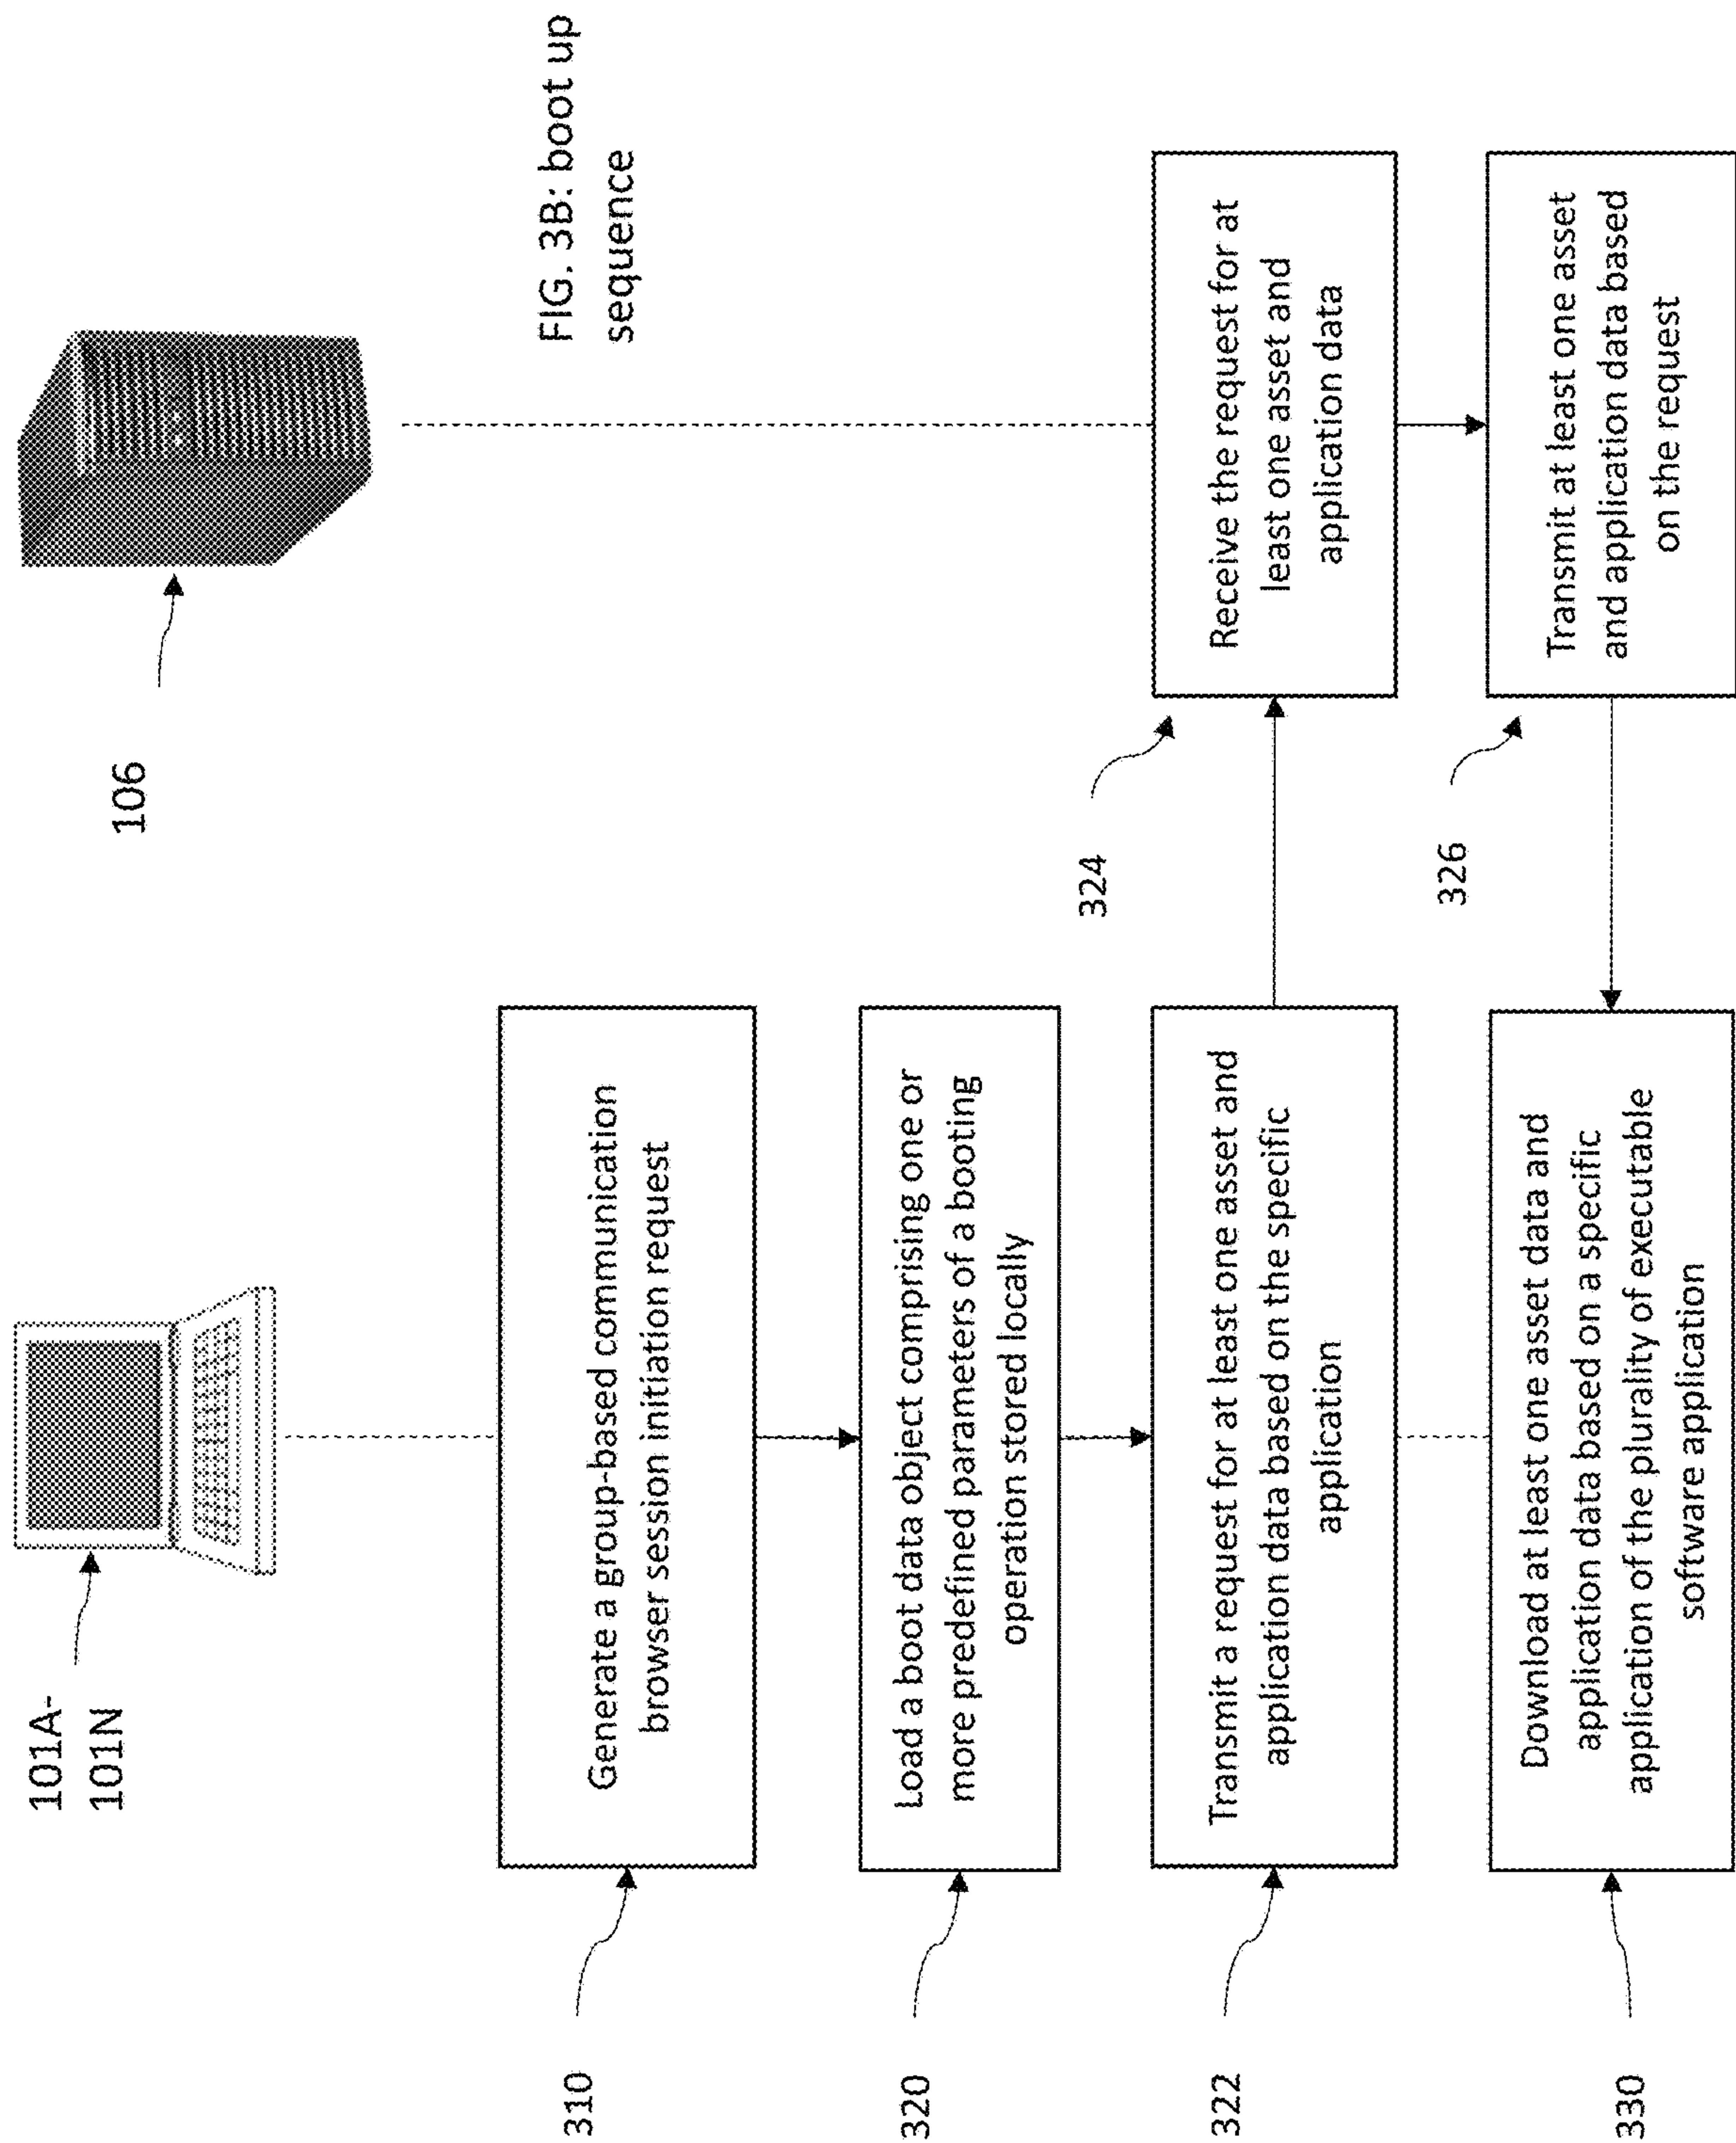 101A-
101N
106
FIG. 3B: boot up
sequence
310
Generate a group-based communication
browser session initiation request
320
Load a boot data object comprising one or
more predefined parameters of a booting
operation stored locally
322
Transmit a request for at least one asset and
application data based on the specific
application
324
Receive the request for at
least one asset and
application data
326
Transmit at least one asset
and application data based
on the request
330
Download at least one asset data and
application data based on a specific
application of the plurality of executable
software application